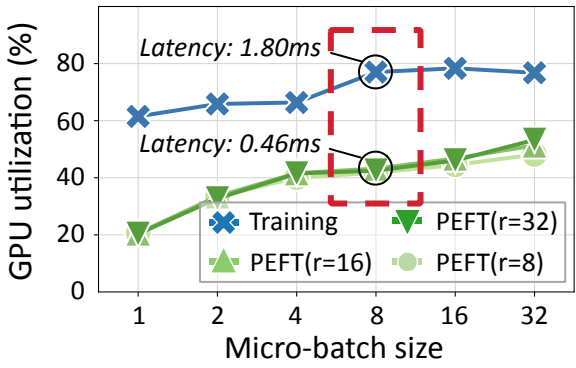 GPU utilization (%)
80
60
40
20
0
Latency: 1.80ms
Latency: 0.46ms
Training
PEFT(r=32)
PEFT(r=16)
PEFT(r=8)
1 2 4 8 16 32
Micro-batch size